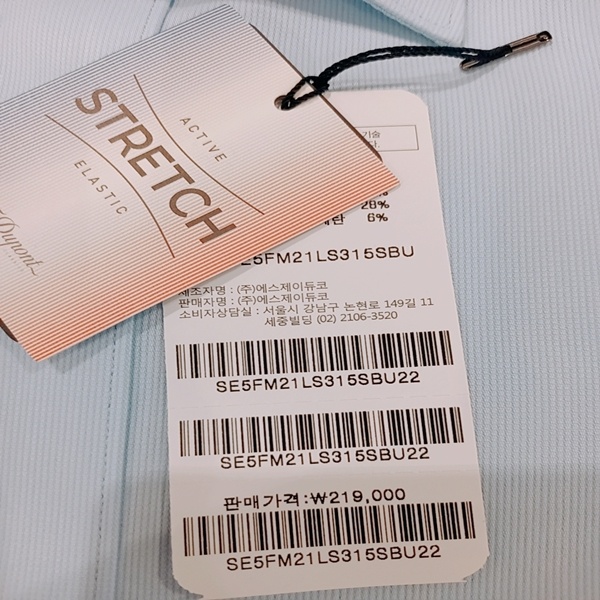 ACTIVE
STRETCH
ELASTIC
Dupont
기술
28%
6%
5FM21LS315SBU
제조자명 : (주)에스제이듀코
판매자명 : (주)에스제이듀코
소비자상담실 : 서울시 강남구 논현로 149길 11
세중빌딩 (02) 2106-3520
SE5FM21LS315SBU22
SE5FM21LS315SBU22
판매가격:₩219,000
SE5FM21LS315SBU22